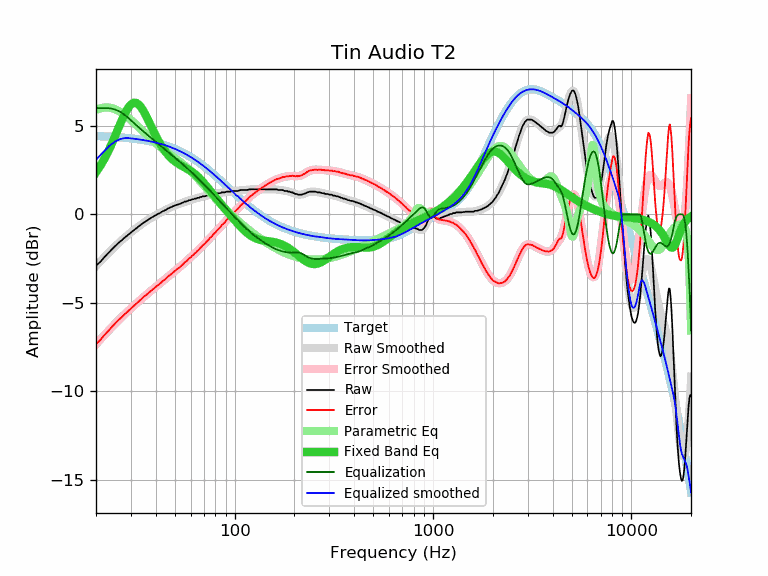 Tin Audio T2
Amplitude (dBr)
5
0
−5
−10
−15
Target
Raw Smoothed
Error Smoothed
Raw
Error
Parametric Eq
Fixed Band Eq
Equalization
Equalized smoothed
100 1000 10000
Frequency (Hz)